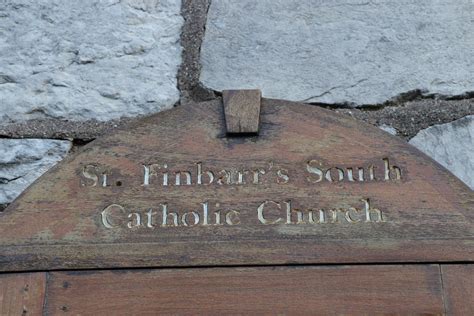 St. Finbarr's South
Catholic Church